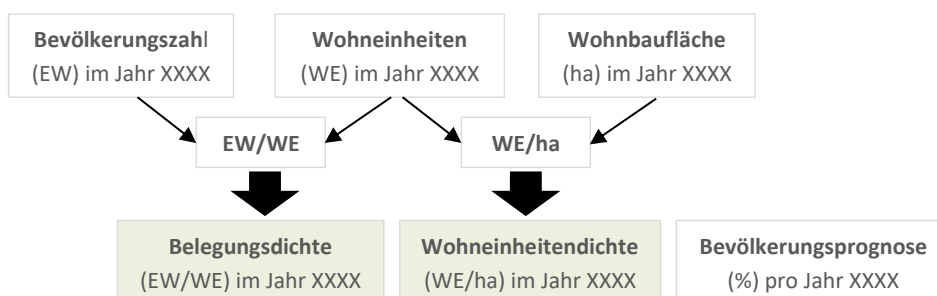 Bevölkerungszahl
(EW) im Jahr XXXX
Wohneinheiten
(WE) im Jahr XXXX
Wohnbaufläche
(ha) im Jahr XXXX
EW/WE
WE/ha
Belegungsdichte
(EW/WE) im Jahr XXXX
Wohneinheitendichte
(WE/ha) im Jahr XXXX
Bevölkerungsprognose
(%) pro Jahr XXXX